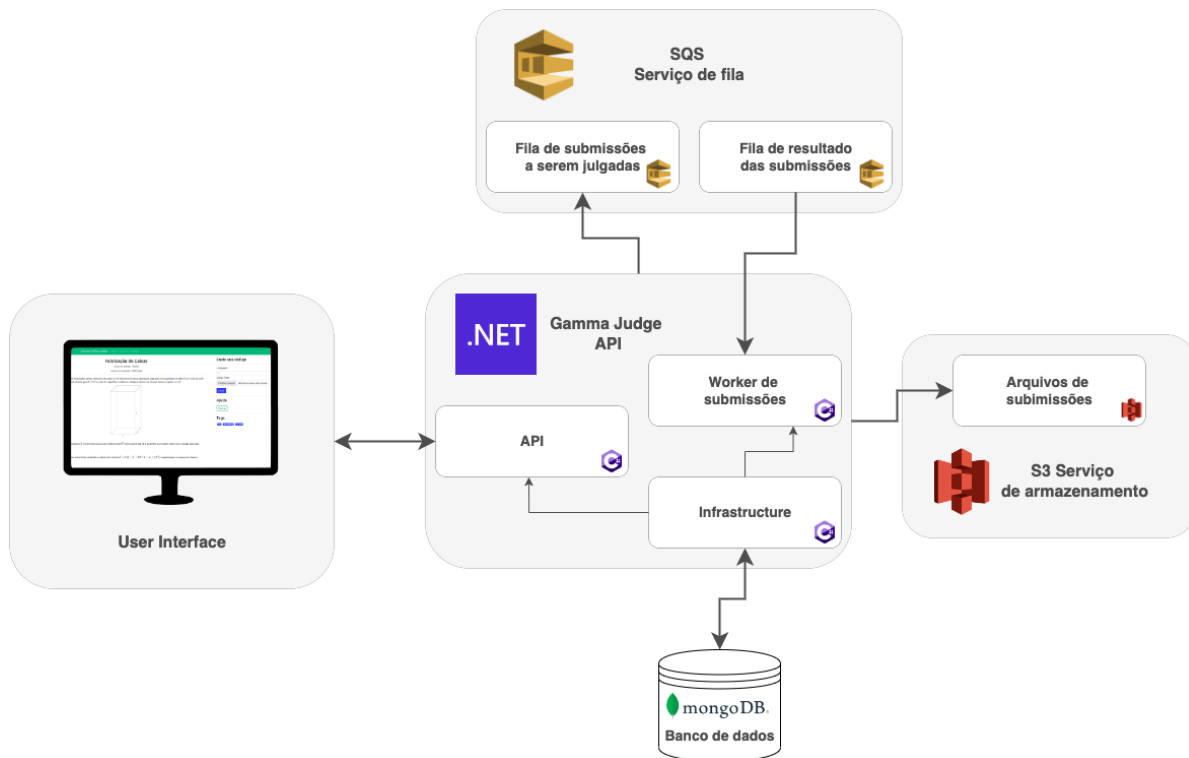 SQS
Serviço de fila
Fila de submissões
a serem julgadas
Fila de resultado
das submissões
.NET
Gamma Judge
API
Worker de
submissões
API
Infrastructure
Arquivos de
subimissões
S3 Serviço
de armazenamento
User Interface
mongoDB.
Banco de dados